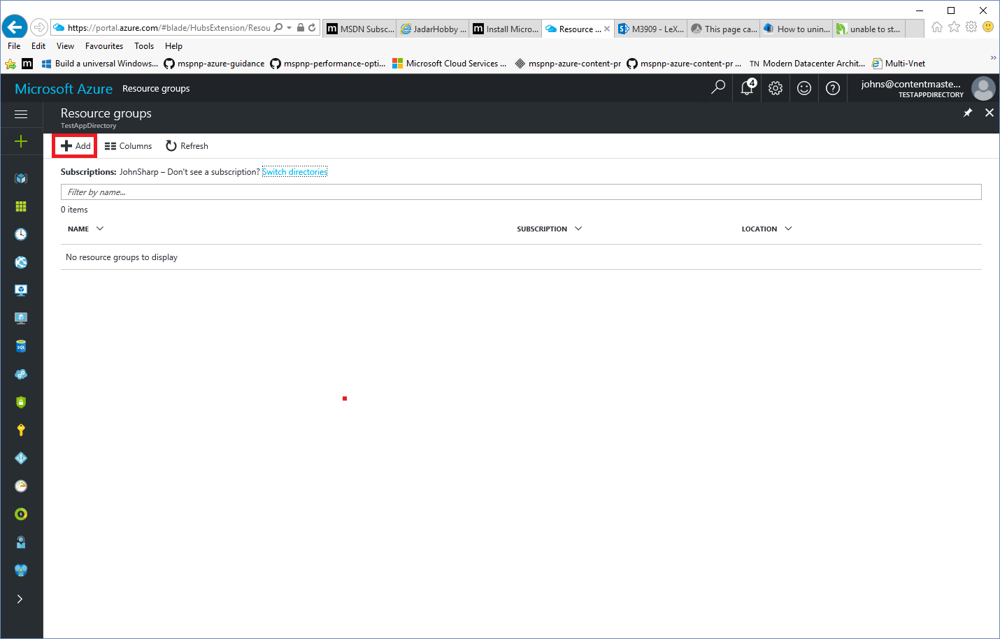 https://portal.azure.com/#blade/HubsExtension/Resou
MSDN Subsc...
JadarHobby ...
Install Micro...
Resource ...
M3909 - LeX...
This page ca...
How to unin...
unable to st...
File Edit View Favourites Tools Help
m Build a universal Windows... mspnp-azure-guidance mspnp-performance-opti... Microsoft Cloud Services ... mspnp-azure-content-pr mspnp-azure-content-pr ... TN Modern Datacenter Archit... Multi-Vnet
Microsoft Azure Resource groups 4 johns@contentmaste...
TESTAPPDIRECTORY
Resource groups
TestAppDirectory
Add Columns Refresh
Subscriptions: JohnSharp – Don't see a subscription? Switch directories
Filter by name...
0 items
NAME SUBSCRIPTION LOCATION
No resource groups to display
SQL